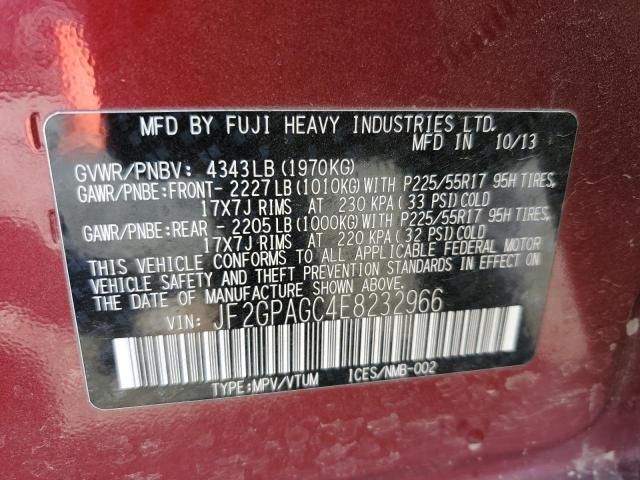 MFD BY FUJI HEAVY INDUSTRIES LTD.
MFD IN 10/13
GVWR/PNBV: 4343LB(1970KG)
GAWR/PNBE:FRONT- 2227LB(1010KG)WITH P225/55R17 95H TIRES,
17X7J RIMS AT 230 KPA(33 PSI)COLD
GAWR/PNBE:REAR - 2205LB(1000KG)WITH P225/55R17 95H TIRES,
17X7J RIMS AT 220 KPA(32 PSI)COLD
THIS VEHICLE CONFORMS TO ALL APPLICABLE FEDERAL MOTOR
VEHICLE SAFETY AND THEFT PREVENTION STANDARDS IN EFFECT ON
THE DATE OF MANUFACTURE SHOWN ABOVE.
VIN: JF2GPAGC4E8232966
TYPE:MPV/VTUM ICES/NMB-002